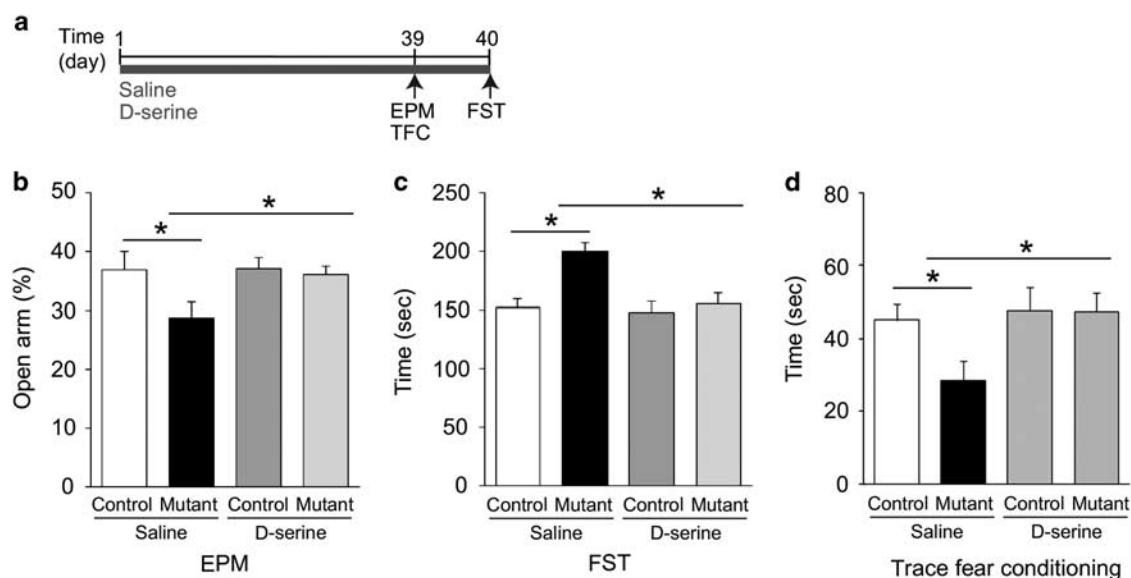 a
Time (day) 1 39 40
Saline
D-serine
EPM FST
TFC
b
Open arm (%)
50
40
30
20
10
0
*
*
Control Mutant Control Mutant
Saline D-serine
EPM
c
Time (sec)
250
200
150
100
50
0
*
*
Control Mutant Control Mutant
Saline D-serine
FST
d
Time (sec)
80
60
40
20
0
*
*
Control Mutant Control Mutant
Saline D-serine
Trace fear conditioning